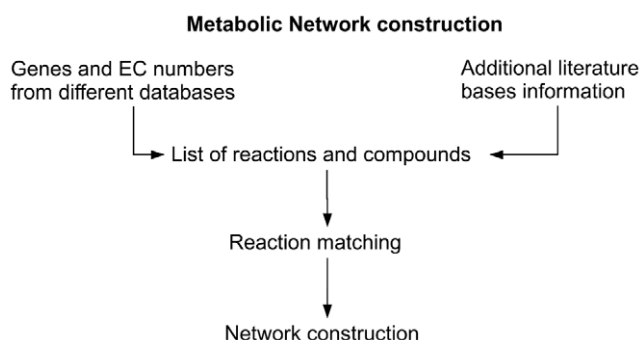 Metabolic Network construction
Genes and EC numbers
from different databases
Additional literature
bases information
List of reactions and compounds
Reaction matching
Network construction